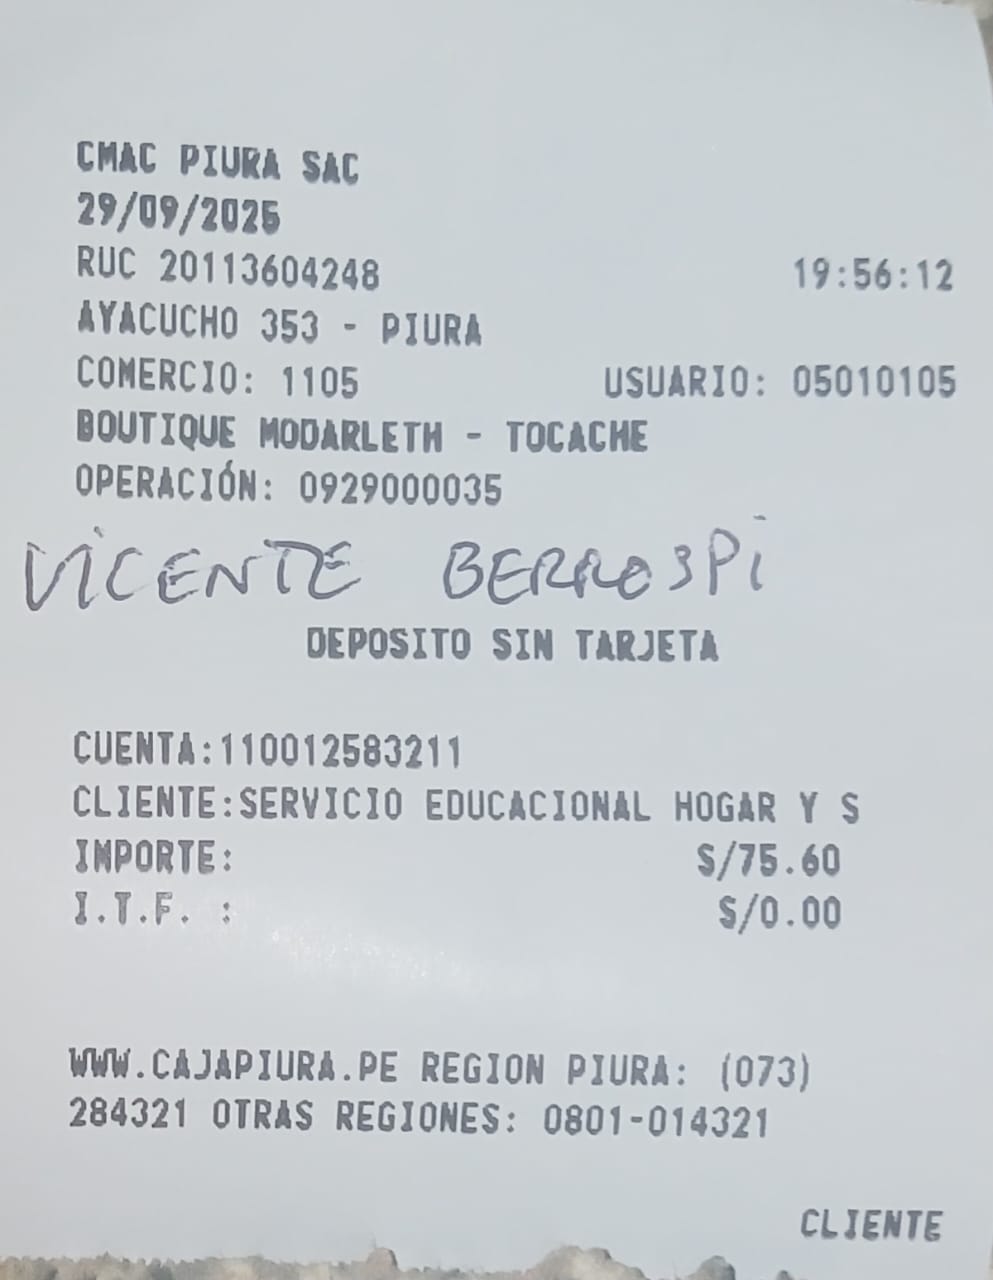 CMAC PIURA SAC
29/09/2025
RUC 20113604248 19:56:12
AYACUCHO 353 - PIURA
COMERCIO: 1105 USUARIO: 05010105
BOUTIQUE MODARLETH - TOCACHE
OPERACIÓN: 0929000035
VICENTE BERROSPI
DEPOSITO SIN TARJETA
CUENTA:110012583211
CLIENTE:SERVICIO EDUCACIONAL HOGAR Y S
IMPORTE: S/75.60
I.T.F. : S/0.00
WWW.CAJAPIURA.PE REGION PIURA: (073)
284321 OTRAS REGIONES: 0801-014321
CLIENTE